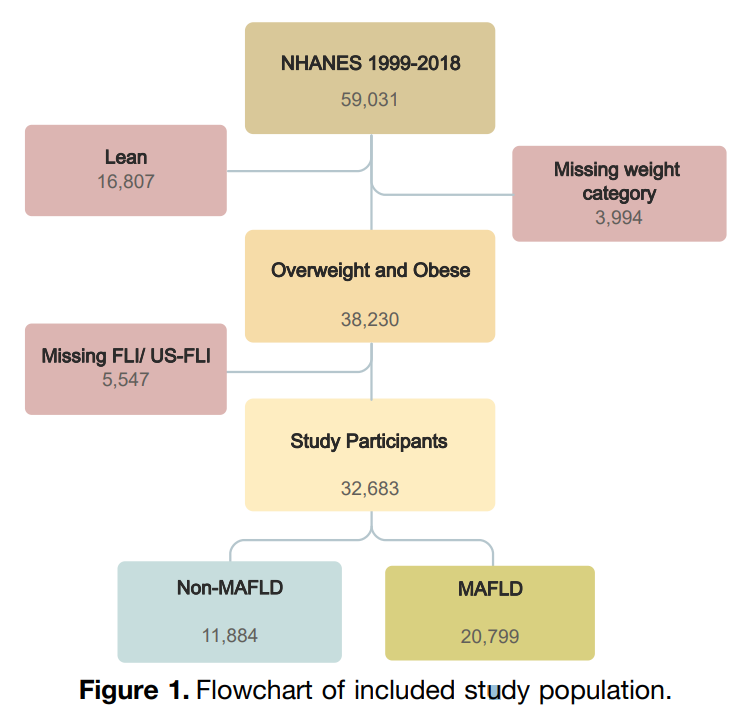 NHANES 1999-2018
59,031
Lean
16,807
Missing weight
category
3,994
Overweight and Obese
38,230
Missing FLI/ US-FLI
5,547
Study Participants
32,683
Non-MAFLD
11,884
MAFLD
20,799
Figure 1. Flowchart of included study population.